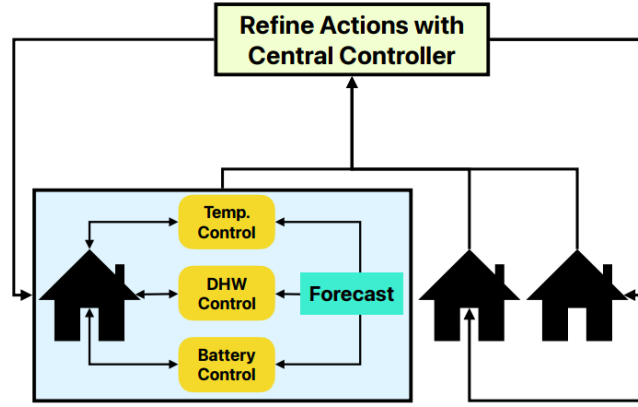 Refine Actions with
Central Controller
Temp.
Control
DHW
Control
Forecast
Battery
Control